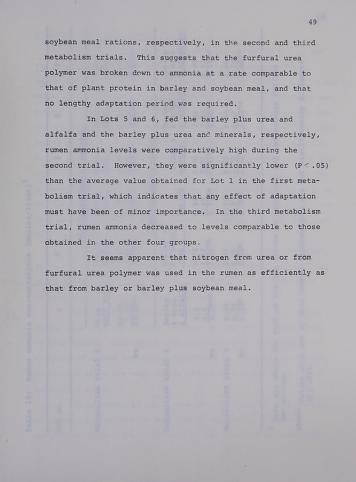 49
soybean meal rations, respectively, in the second and third
metabolism trials. This suggests that the furfural urea
polymer was broken down to ammonia at a rate comparable to
that of plant protein in barley and soybean meal, and that
no lengthy adaptation period was required.
In Lots 5 and 6, fed the barley plus urea and
alfalfa and the barley plus urea and minerals, respectively,
rumen ammonia levels were comparatively high during the
second trial. However, they were significantly lower (P < .05)
than the average value obtained for Lot 1 in the first meta-
bolism trial, which indicates that any effect of adaptation
must have been of minor importance. In the third metabolism
trial, rumen ammonia decreased to levels comparable to those
obtained in the other four groups.
It seems apparent that nitrogen from urea or from
furfural urea polymer was used in the rumen as efficiently as
that from barley or barley plus soybean meal.